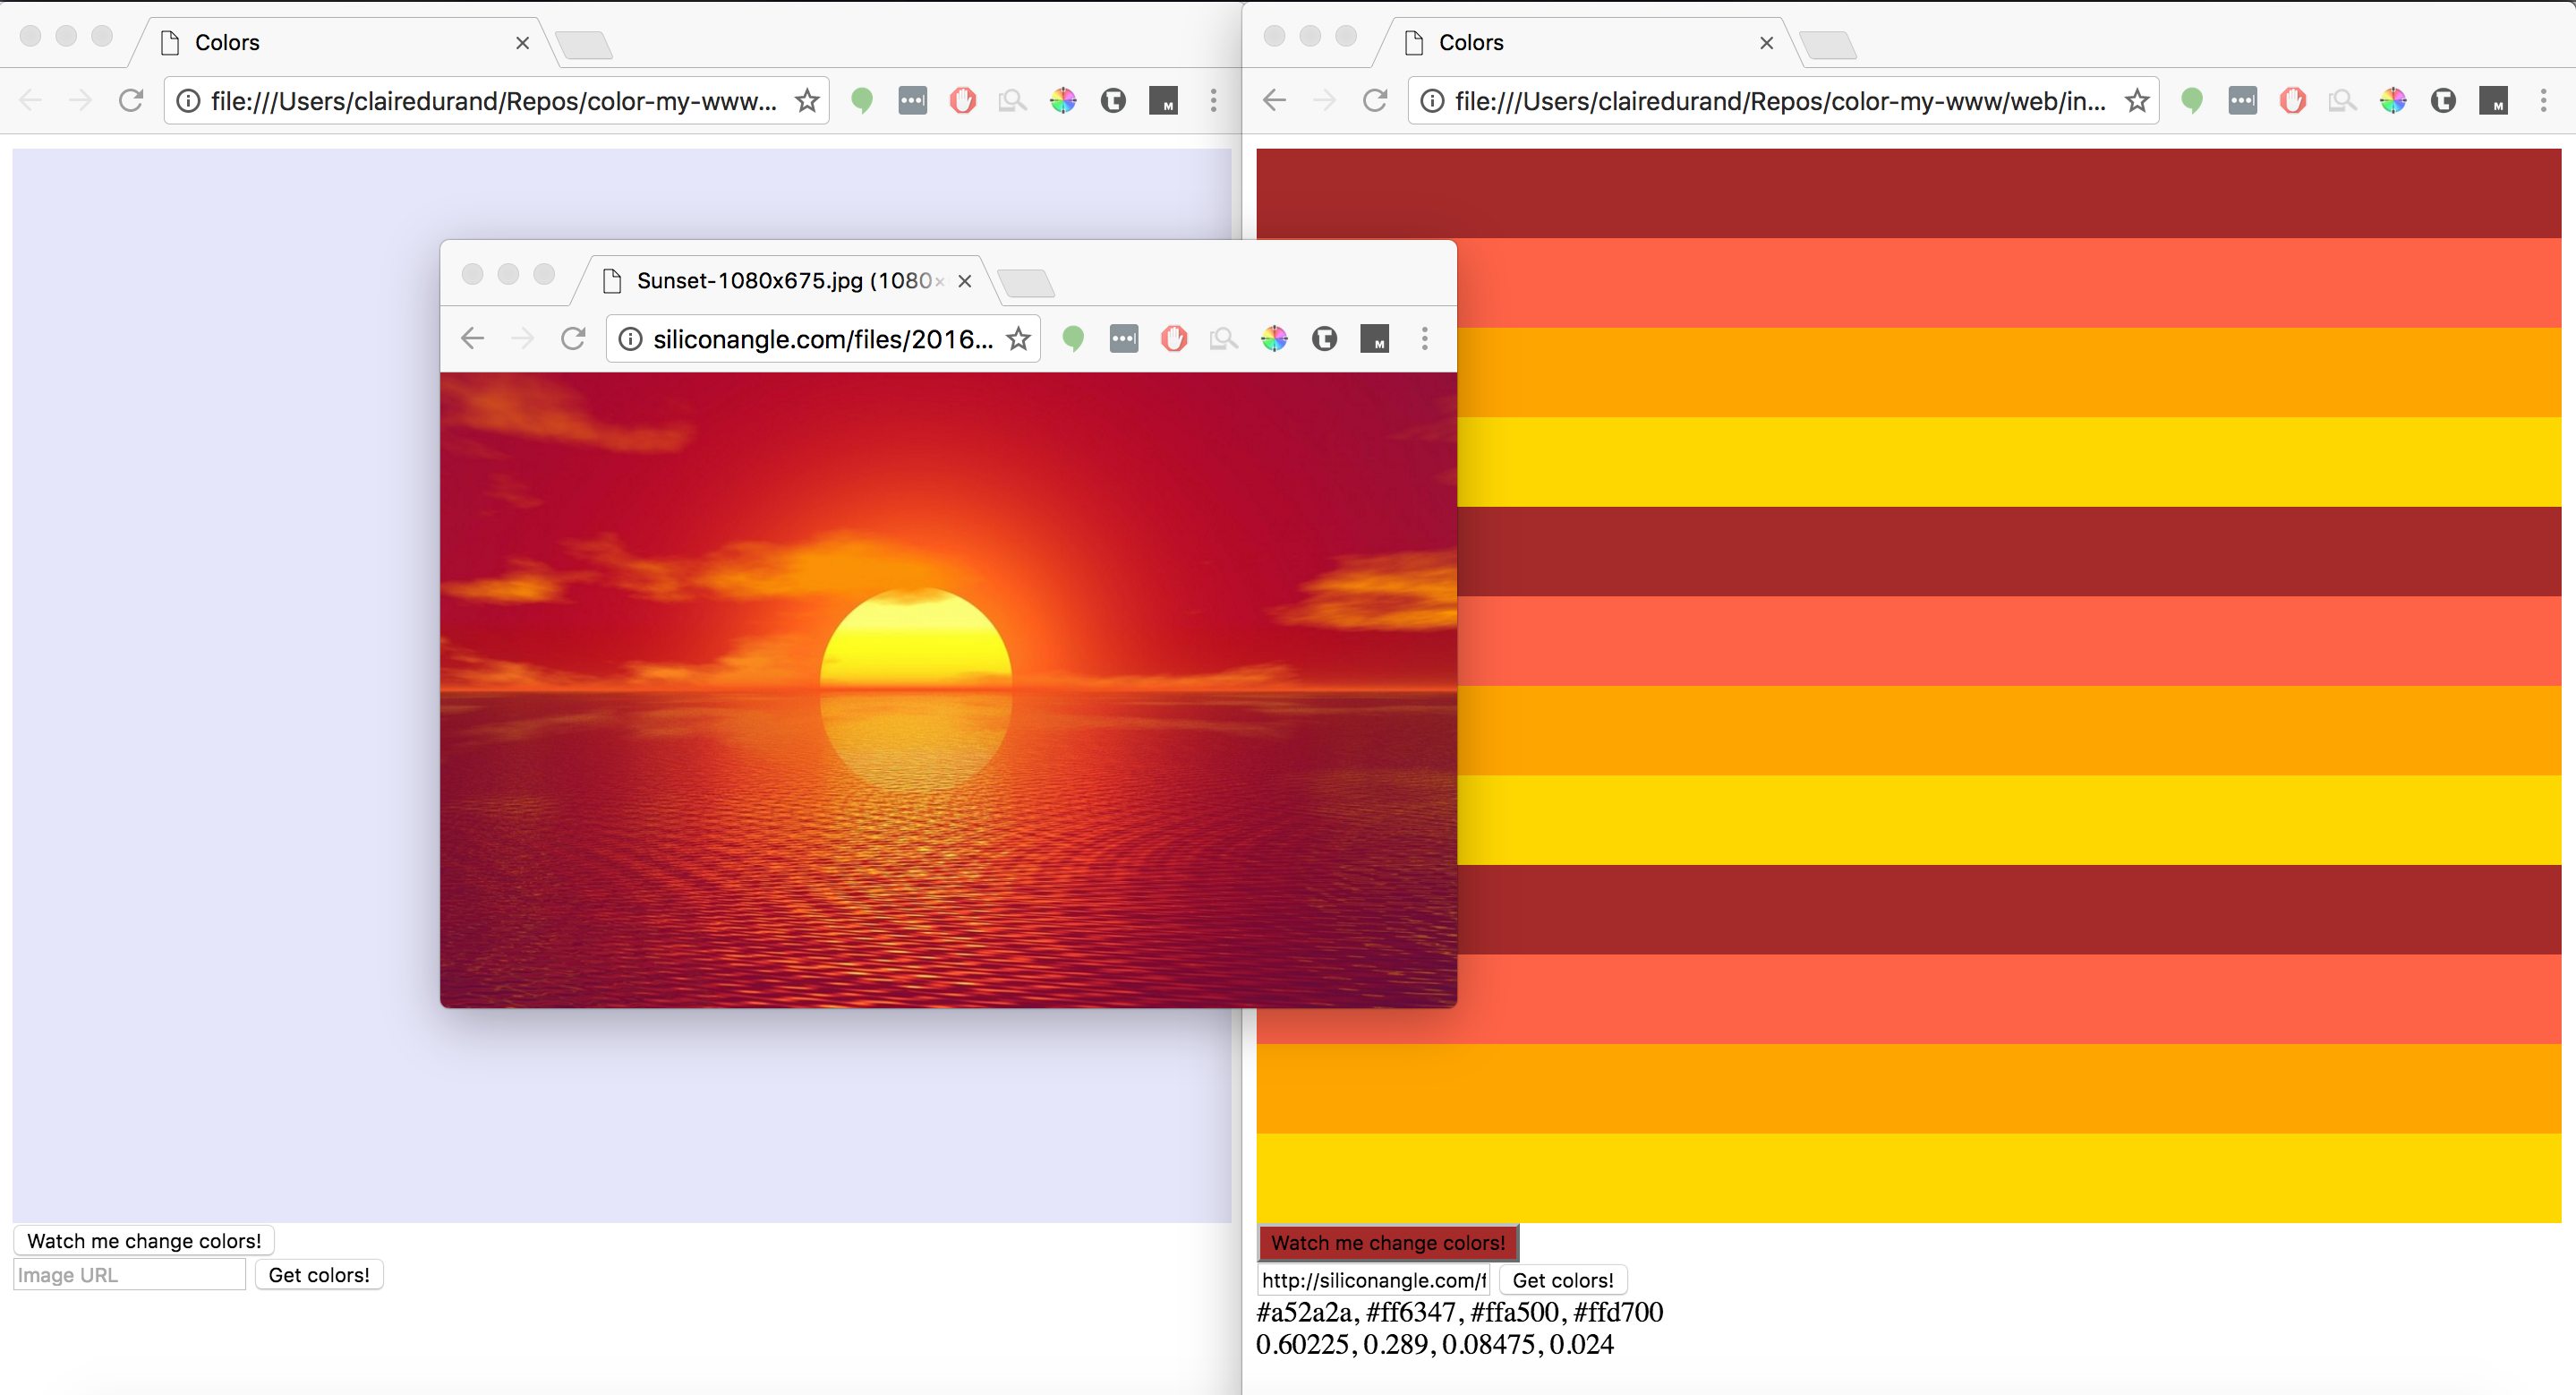 Colors
file:///Users/clairedurand/Repos/color-my-www...
Watch me change colors!
Image URL
Get colors!
Sunset-1080x675.jpg (1080×
siliconangle.com/files/2016...
M
Colors
file:///Users/clairedurand/Repos/color-my-www/web/in...
M
Watch me change colors!
http://siliconangle.com/f
Get colors!
#a52a2a, #ff6347, #ffa500, #ffd700
0.60225, 0.289, 0.08475, 0.024